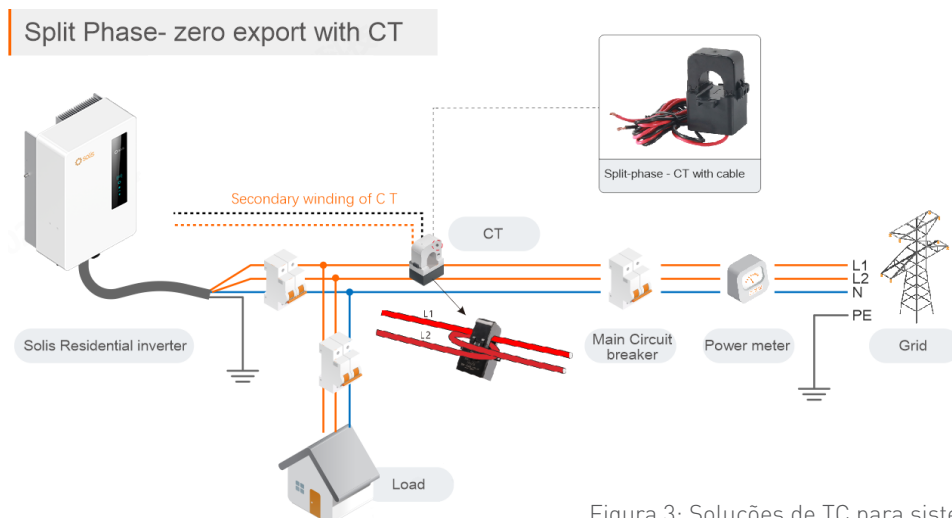 Split Phase- zero export with CT
solis
Split-phase - CT with cable
Secondary winding of C T
CT
L1
L2
N
PE
L1
L2
Solis Residential inverter
Main Circuit
breaker
Power meter
Grid
Load
Figura 3: Soluções de TC para siste